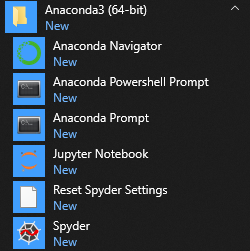 Anaconda3 (64-bit)
New
Anaconda Navigator
New
Anaconda Powershell Prompt
New
Anaconda Prompt
New
Jupyter Notebook
New
Reset Spyder Settings
New
Spyder
New